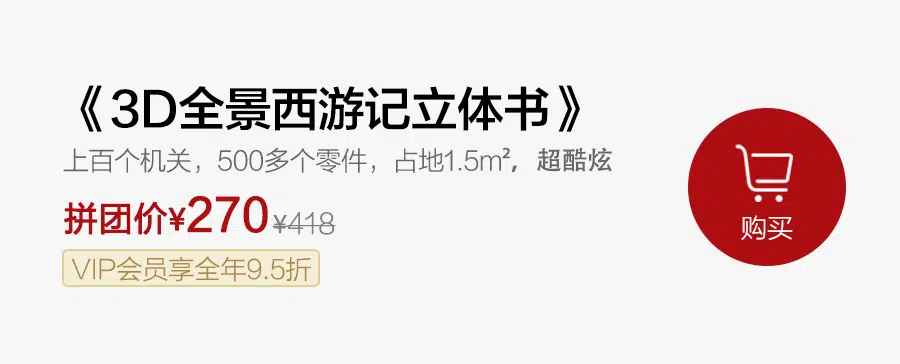 《3D全景西游记立体书》
上百个机关，500多个零件，占地1.5㎡，超酷炫
拼团价¥270 ¥418
VIP会员享全年9.5折
购买